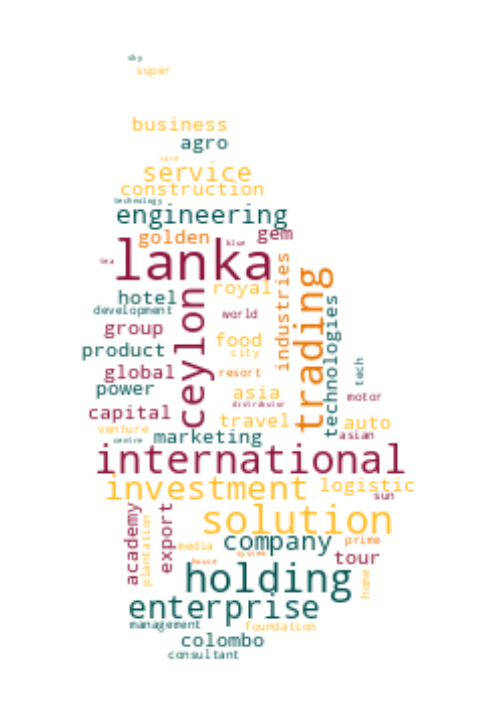 sky
super
business
agro
care
service
construction
technology
engineering
golden
gem
blue
lanka
tea
royal
industries
trading
hotel
ceylon
development
world
technologies
group
food
product
city
global
resort
tech
power
asia
motor
distributor
capital
travel
auto
venture
marketing
asian
centre
international
investment
logistic
sun
solution
academy
plantation
export
company
prime
media
system
tour
house
holding
home
enterprise
management
foundation
colombo
consultant